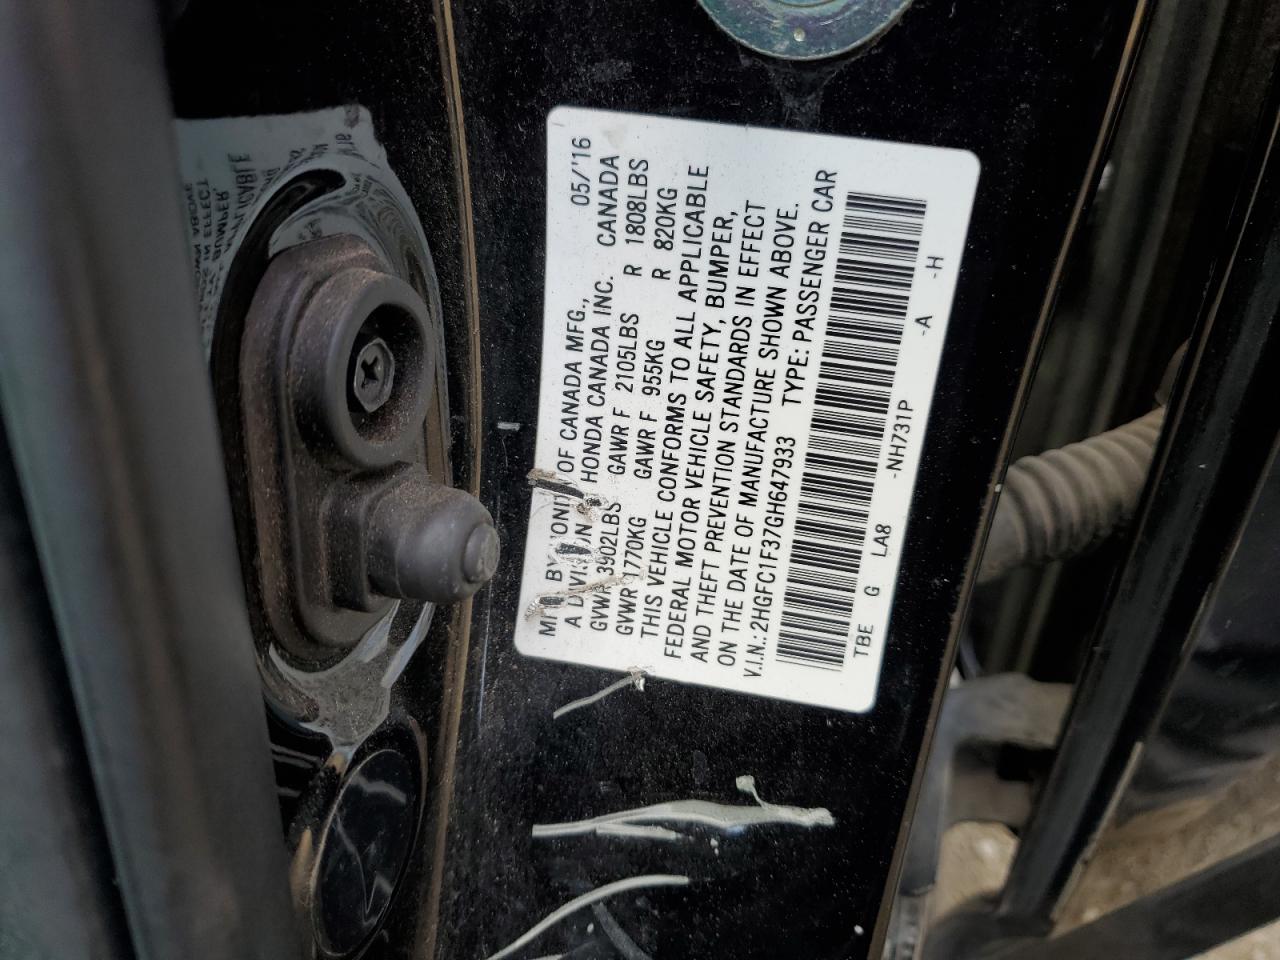 BY OF CANADA MFG., 05/'16
A DIVISION HONDA CANADA INC. CANADA
GVWR 3902LBS GAWR F 2105LBS R 1808LBS
GVWR 1770KG GAWR F 955KG R 820KG
THIS VEHICLE CONFORMS TO ALL APPLICABLE
FEDERAL MOTOR VEHICLE SAFETY, BUMPER,
AND THEFT PREVENTION STANDARDS IN EFFECT
ON THE DATE OF MANUFACTURE SHOWN ABOVE.
V.I.N.: 2HGFC1F37GH647933 TYPE: PASSENGER CAR
TBE G LA8 -NH731P -A -H